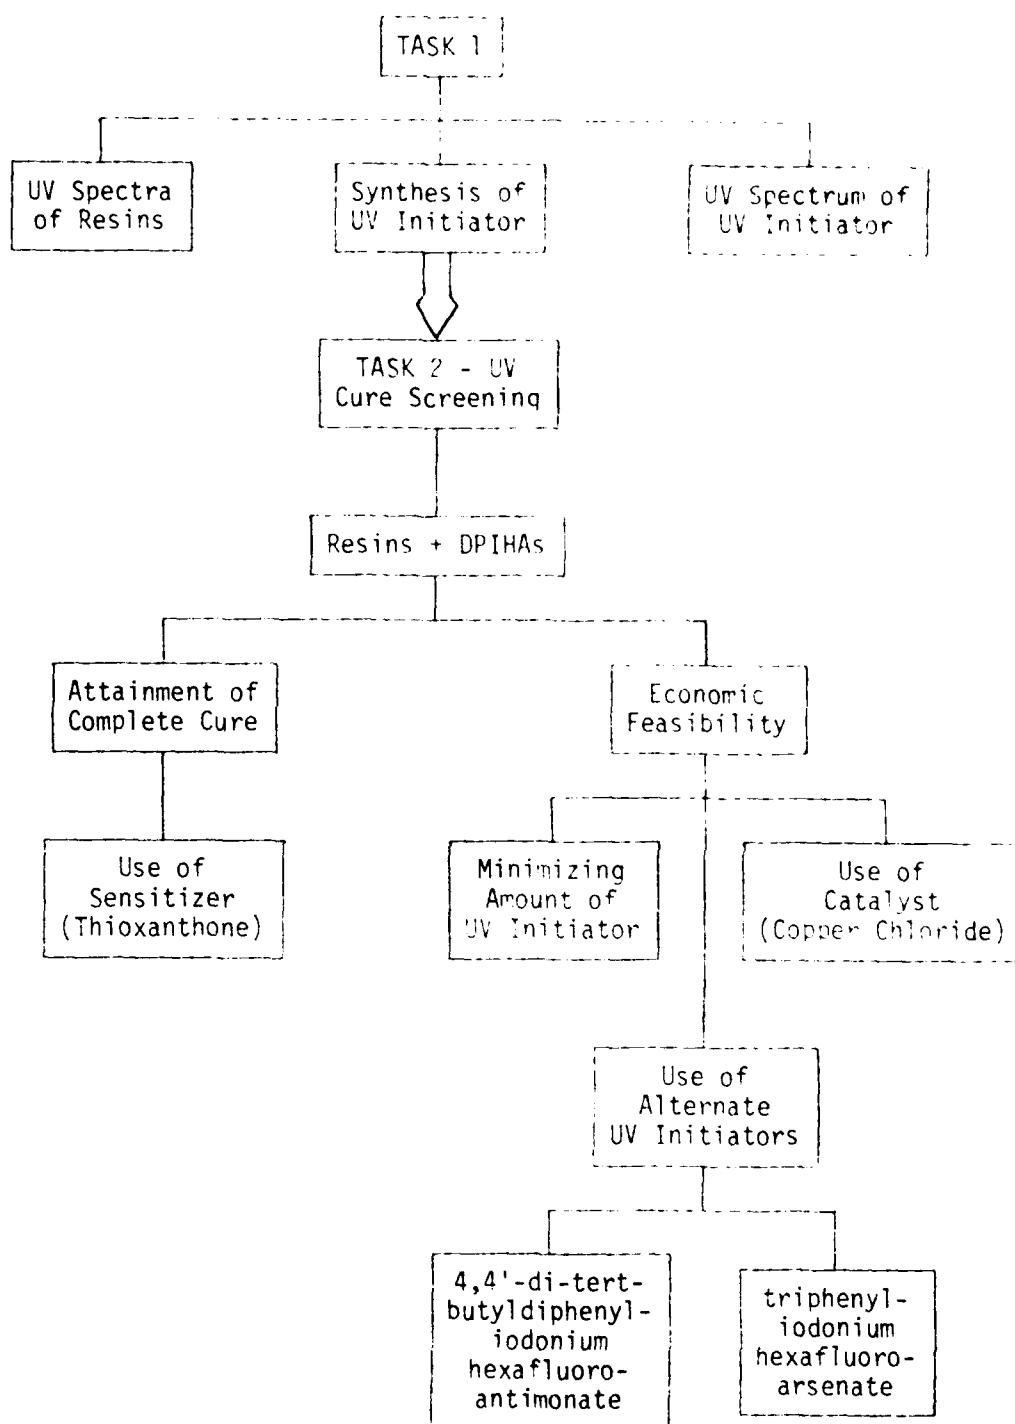 TASK 1
UV Spectra
of Resins
Synthesis of
UV Initiator
UV Spectrum of
UV Initiator
TASK 2 - UV
Cure Screening
Resins + DPIHAs
Attainment of
Complete Cure
Economic
Feasibility
Use of
Sensitizer
(Thioxanthone)
Minimizing
Amount of
UV Initiator
Use of
Catalyst
(Copper Chloride)
Use of
Alternate
UV Initiators
4,4'-di-tert-
butyldiphenyl-
iodonium
hexafluoro-
antimonate
triphenyl-
iodonium
hexafluoro-
arsenate